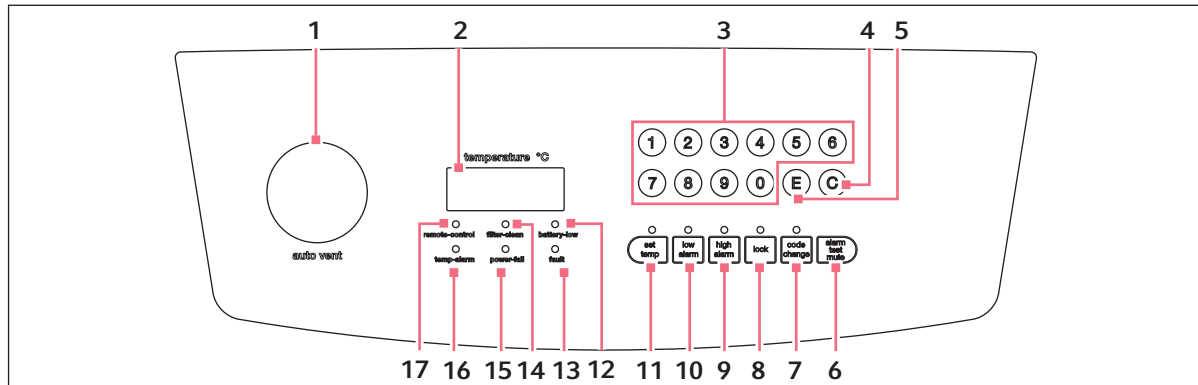 1 2 3 4 5
temperature °C
1 2 3 4 5 6
7 8 9 0 E C
remote-control filter-clean battery-low
temp-alarm power-fail fault
auto vent
set temp
low alarm
high alarm
lock
code change
alarm test mute
17 16 15 14 13 12 11 10 9 8 7 6